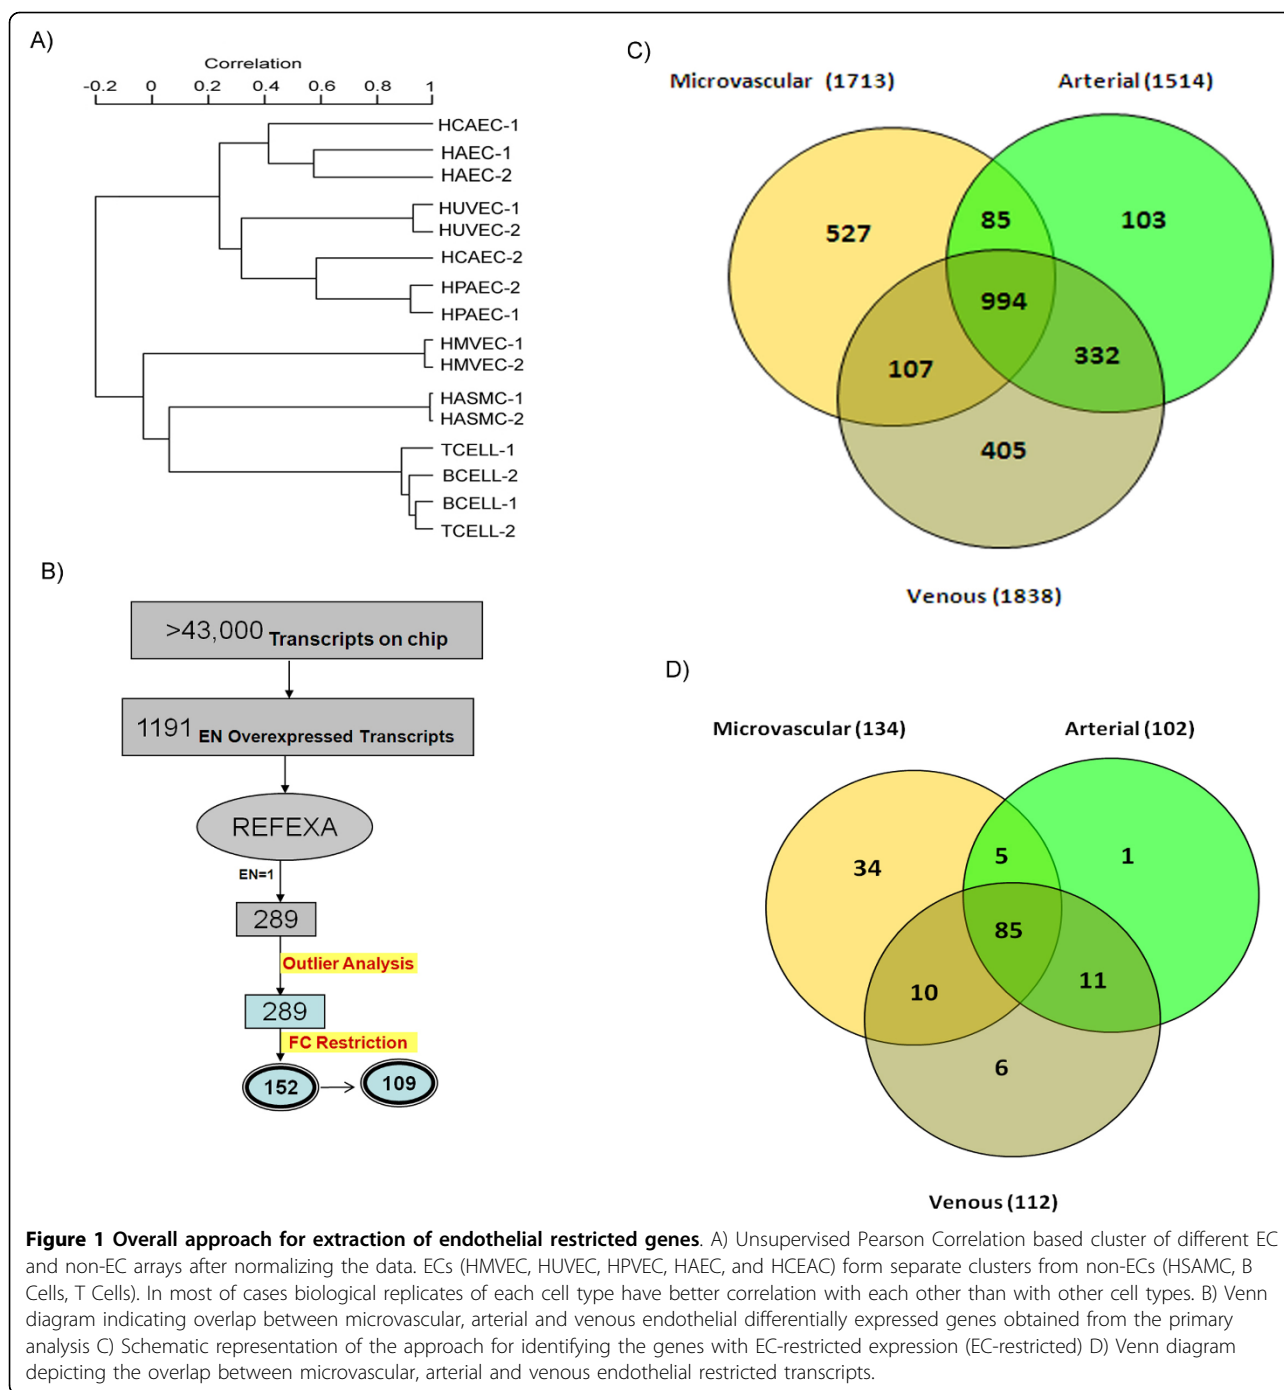 A)
Correlation
-0.2 0 0.2 0.4 0.6 0.8 1
HCAEC-1
HAEC-1
HAEC-2
HUVEC-1
HUVEC-2
HCAEC-2
HPAEC-2
HPAEC-1
HMVEC-1
HMVEC-2
HASMC-1
HASMC-2
TCELL-1
BCELL-2
BCELL-1
TCELL-2
B)
>43,000 Transcripts on chip
1191 EN Overexpressed Transcripts
REFEXA
EN=1
289
Outlier Analysis
289
FC Restriction
152
109
C)
Microvascular (1713)
Arterial (1514)
527
85
103
994
107
332
405
Venous (1838)
D)
Microvascular (134)
Arterial (102)
34
5
1
85
10
11
6
Venous (112)
Figure 1 Overall approach for extraction of endothelial restricted genes. A) Unsupervised Pearson Correlation based cluster of different EC
and non-EC arrays after normalizing the data. ECs (HMVEC, HUVEC, HPVEC, HAEC, and HCEAC) form separate clusters from non-ECs (HSAMC, B
Cells, T Cells). In most of cases biological replicates of each cell type have better correlation with each other than with other cell types. B) Venn
diagram indicating overlap between microvascular, arterial and venous endothelial differentially expressed genes obtained from the primary
analysis C) Schematic representation of the approach for identifying the genes with EC-restricted expression (EC-restricted) D) Venn diagram
depicting the overlap between microvascular, arterial and venous endothelial restricted transcripts.